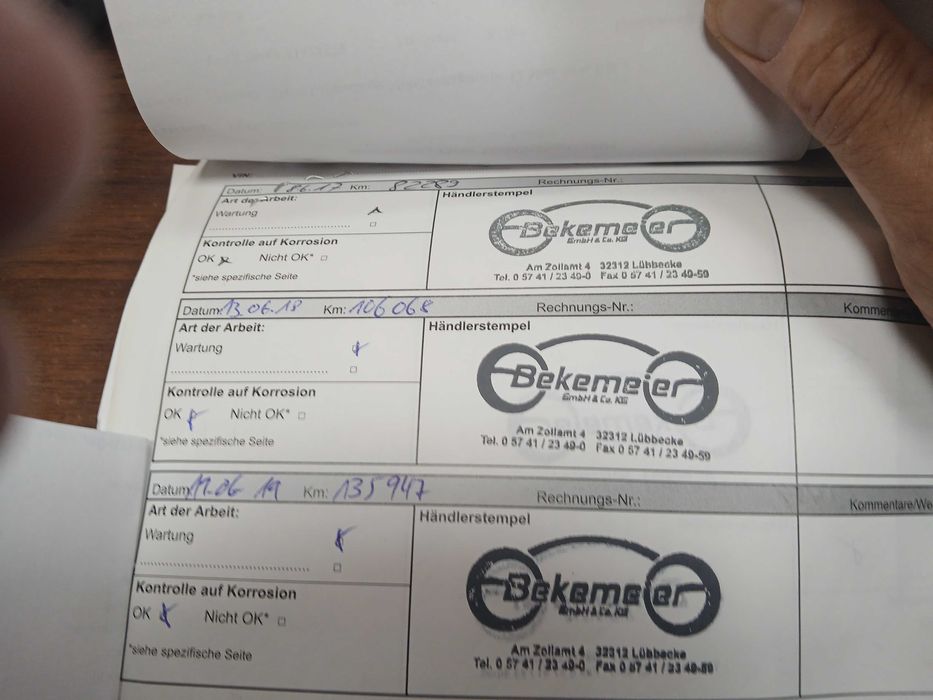 VIN:
Datum: 06.17 Km: 82289 Rechnungs-Nr.:
Art der Arbeit: Händlerstempel
Wartung
Kontrolle auf Korrosion
OK Nicht OK*
*siehe spezifische Seite
Bekemeier
GmbH & Co. KG
Am Zollamt 4 32312 Lübbecke
Tel. 0 57 41 / 23 49-0 Fax 0 57 41 / 23 49-59
Datum: 13.06.18 Km: 106 068 Rechnungs-Nr.:
Art der Arbeit: Händlerstempel
Wartung
Kontrolle auf Korrosion
OK Nicht OK*
*siehe spezifische Seite
Bekemeier
GmbH & Co. KG
Am Zollamt 4 32312 Lübbecke
Tel. 0 57 41 / 23 49-0 Fax 0 57 41 / 23 49-59
Datum: 11.06 19 Km: 135947 Rechnungs-Nr.: Kommentare/We
Art der Arbeit: Händlerstempel
Wartung
Kontrolle auf Korrosion
OK Nicht OK*
*siehe spezifische Seite
Bekemeier
GmbH & Co. KG
Am Zollamt 4 32312 Lübbecke
Tel. 0 57 41 / 23 49-0 Fax 0 57 41 / 23 49-59